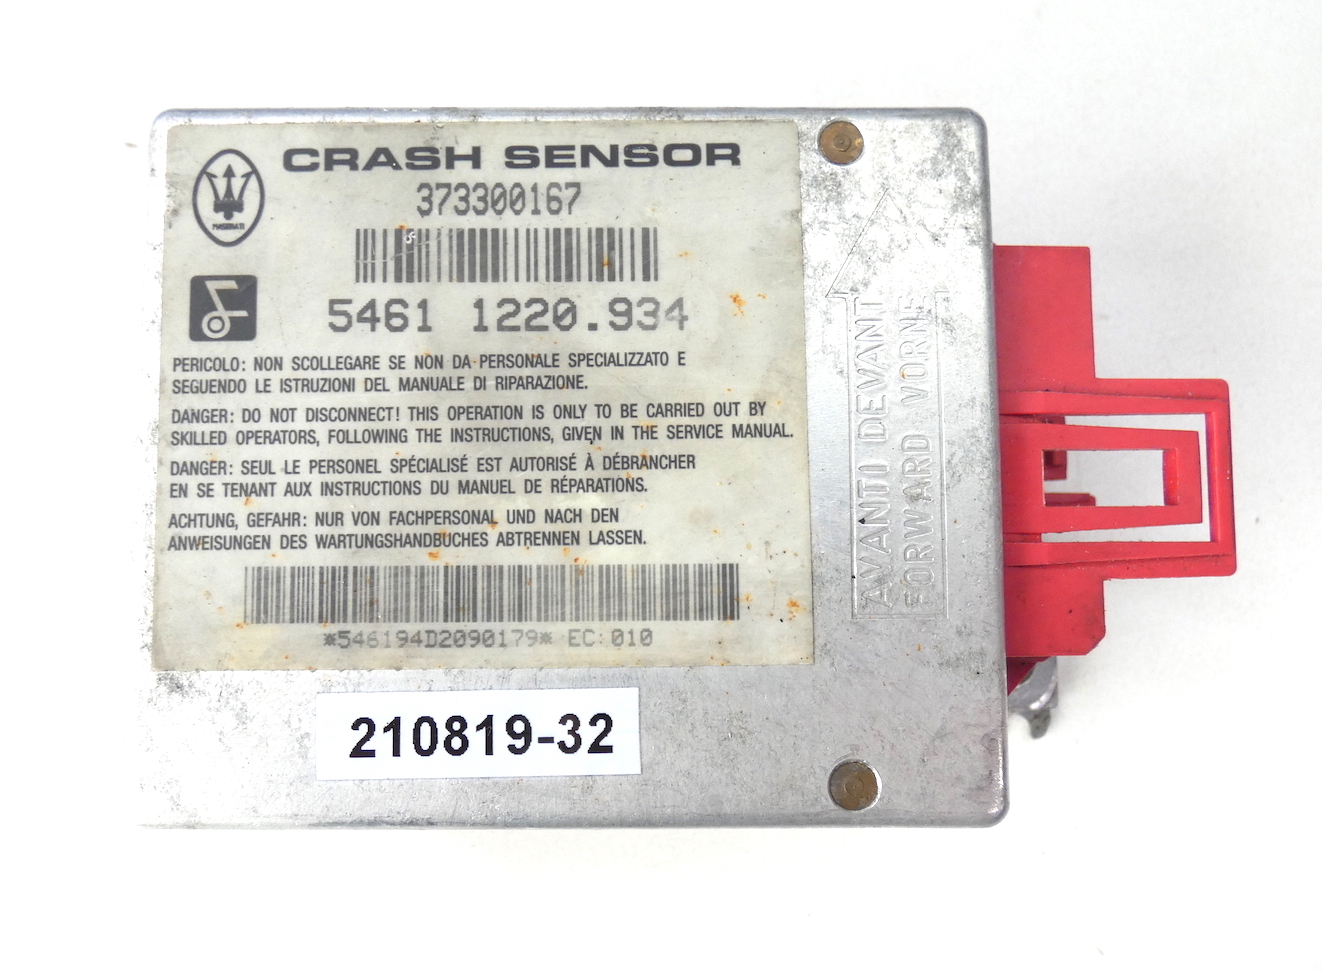 CRASH SENSOR
373300167
MASERATI
5461 1220.934
PERICOLO: NON SCOLLEGARE SE NON DA PERSONALE SPECIALIZZATO E
SEGUENDO LE ISTRUZIONI DEL MANUALE DI RIPARAZIONE.
DANGER: DO NOT DISCONNECT! THIS OPERATION IS ONLY TO BE CARRIED OUT BY
SKILLED OPERATORS, FOLLOWING THE INSTRUCTIONS, GIVEN IN THE SERVICE MANUAL.
DANGER: SEUL LE PERSONEL SPÉCIALISÉ EST AUTORISÉ À DÉBRANCHER
EN SE TENANT AUX INSTRUCTIONS DU MANUEL DE RÉPARATIONS.
ACHTUNG, GEFAHR: NUR VON FACHPERSONAL UND NACH DEN
ANWEISUNGEN DES WARTUNGSHANDBUCHES ABTRENNEN LASSEN.
*546194D2090179* EC:010
210819-32
AVANTI DEVANT
FORWARD VORNE